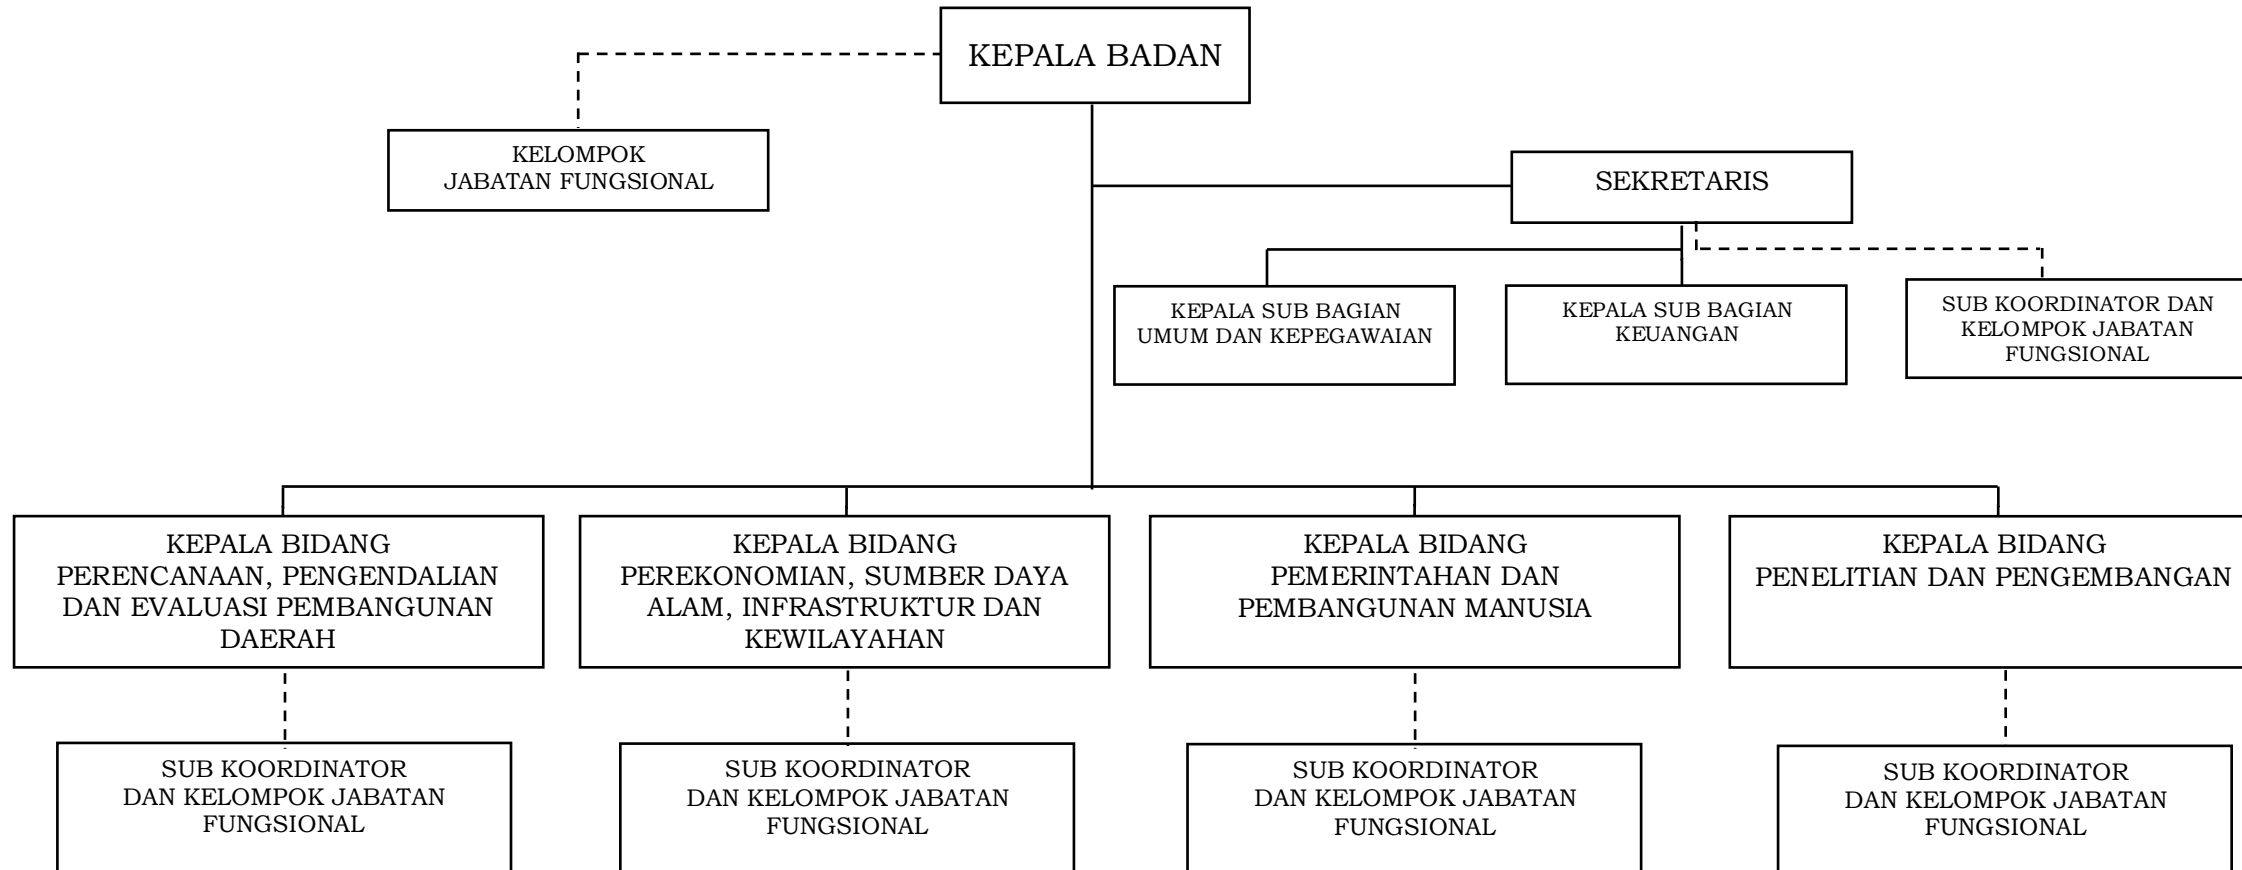 KEPALA BADAN
KELOMPOK
JABATAN FUNGSIONAL
SEKRETARIS
KEPALA SUB BAGIAN
UMUM DAN KEPEGAWAIAN
KEPALA SUB BAGIAN
KEUANGAN
SUB KOORDINATOR DAN
KELOMPOK JABATAN
FUNGSIONAL
KEPALA BIDANG
PERENCANAAN, PENGENDALIAN
DAN EVALUASI PEMBANGUNAN
DAERAH
KEPALA BIDANG
PEREKONOMIAN, SUMBER DAYA
ALAM, INFRASTRUKTUR DAN
KEWILAYAHAN
KEPALA BIDANG
PEMERINTAHAN DAN
PEMBANGUNAN MANUSIA
KEPALA BIDANG
PENELITIAN DAN PENGEMBANGAN
SUB KOORDINATOR
DAN KELOMPOK JABATAN
FUNGSIONAL
SUB KOORDINATOR
DAN KELOMPOK JABATAN
FUNGSIONAL
SUB KOORDINATOR
DAN KELOMPOK JABATAN
FUNGSIONAL
SUB KOORDINATOR
DAN KELOMPOK JABATAN
FUNGSIONAL